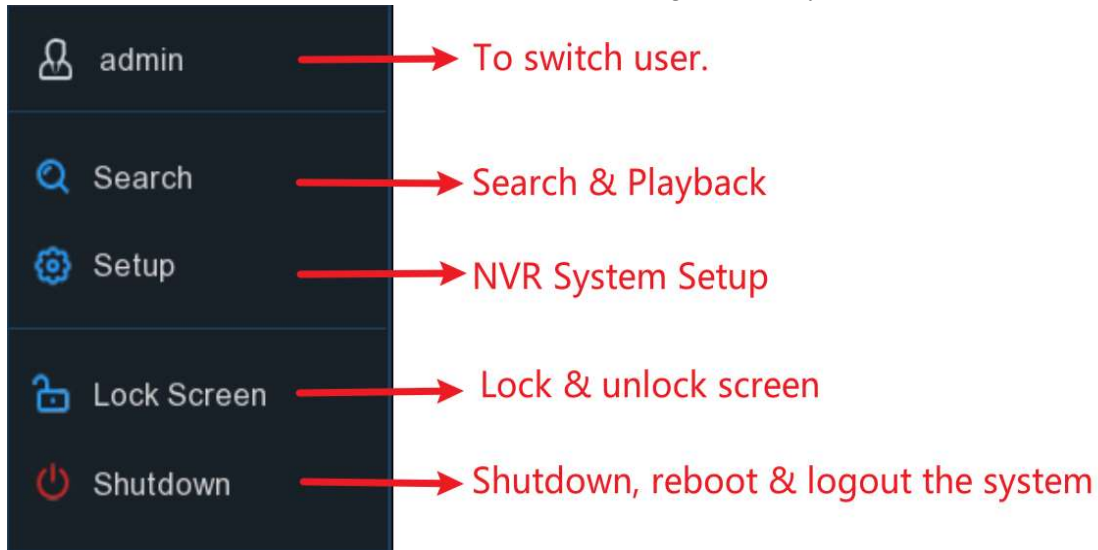 admin To switch user.
Search Search & Playback
Setup NVR System Setup
Lock Screen Lock & unlock screen
Shutdown Shutdown, reboot & logout the system